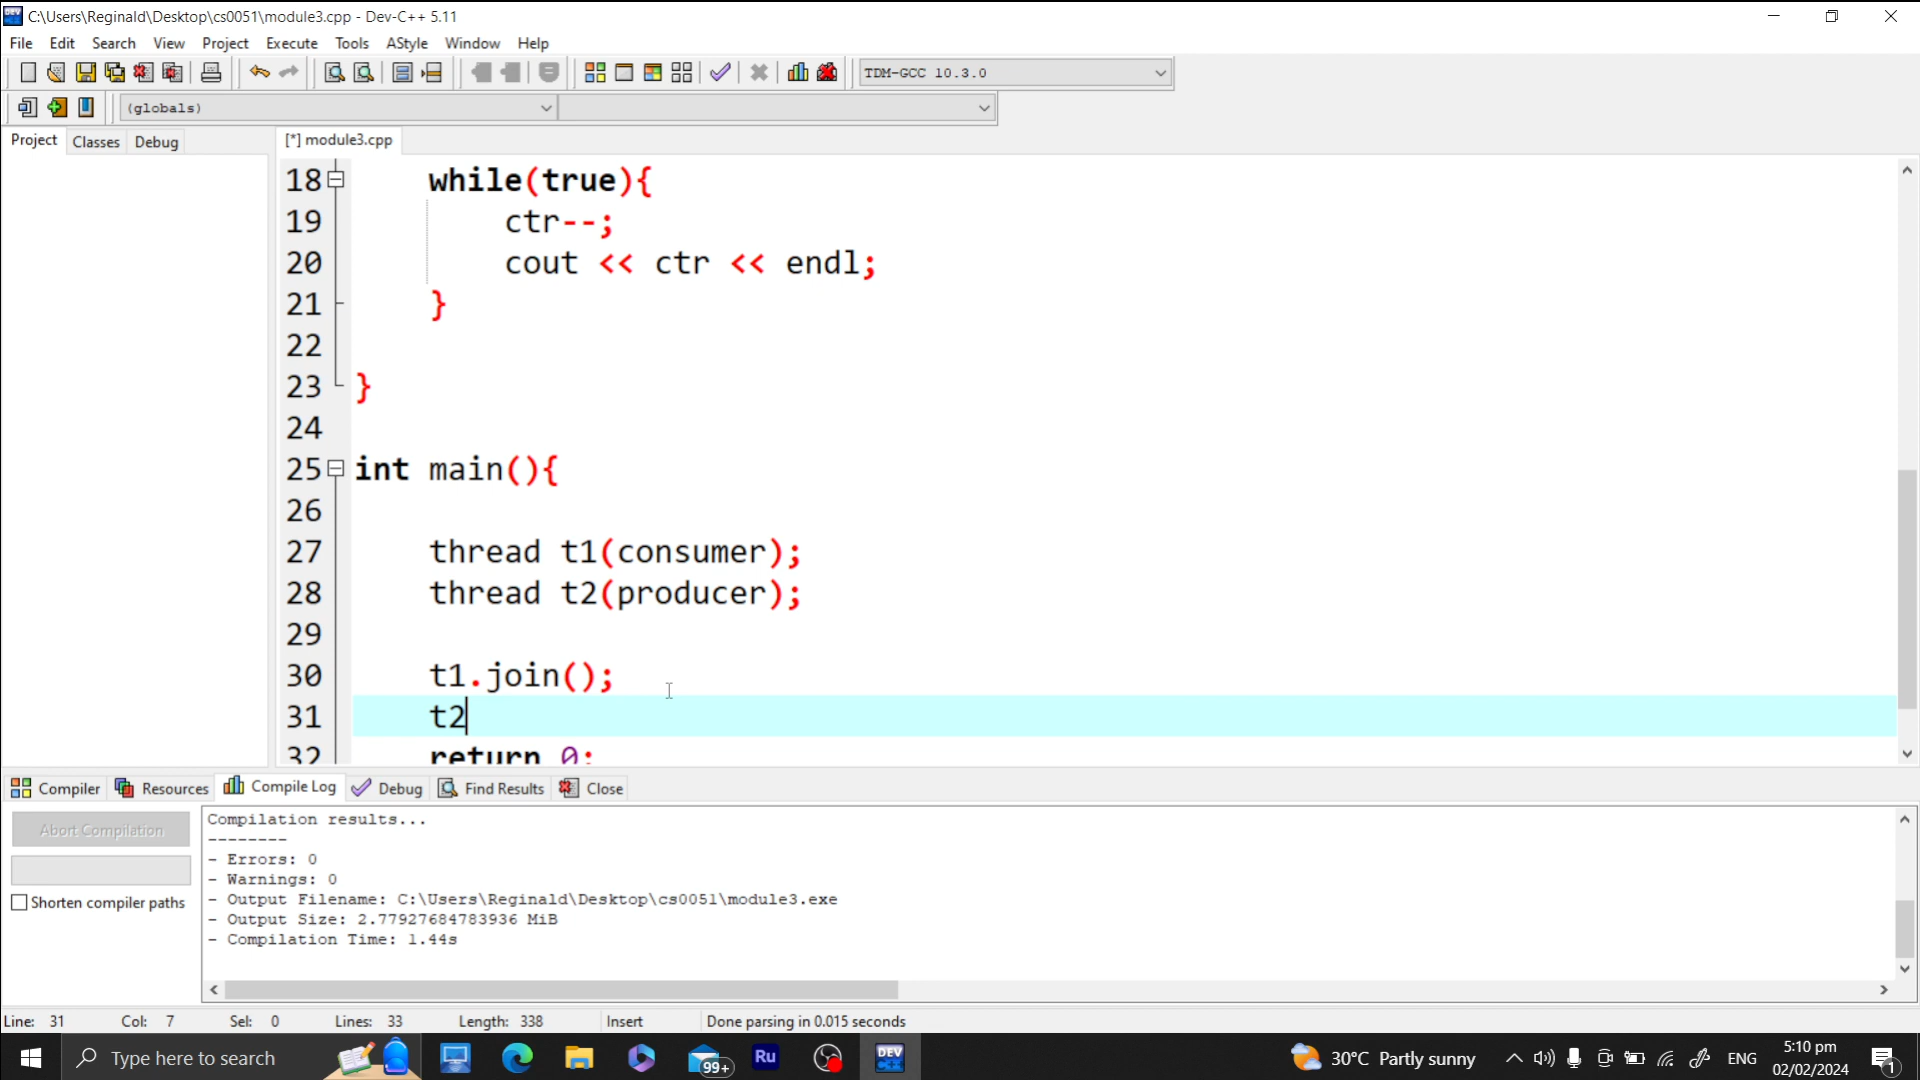 C:\Users\Reginald\Desktop\cs0051\module3.cpp - Dev-C++ 5.11
File Edit Search View Project Execute Tools AStyle Window Help
TDM-GCC 10.3.0
(globals)
Project Classes Debug
[*] module3.cpp
18 while(true){
19 ctr--;
20 cout << ctr << endl;
21 }
22
23 }
24
25 int main(){
26
27 thread t1(consumer);
28 thread t2(producer);
29
30 t1.join();
31 t2
32 return 0;
Compiler Resources Compile Log Debug Find Results Close
Abort Compilation
Shorten compiler paths
Compilation results...
--------
- Errors: 0
- Warnings: 0
- Output Filename: C:\Users\Reginald\Desktop\cs0051\module3.exe
- Output Size: 2.77927684783936 MiB
- Compilation Time: 1.44s
Line: 31 Col: 7 Sel: 0 Lines: 33 Length: 338 Insert Done parsing in 0.015 seconds
Type here to search
99+
Ru
DEV
30°C Partly sunny
ENG
5:10 pm
02/02/2024
1